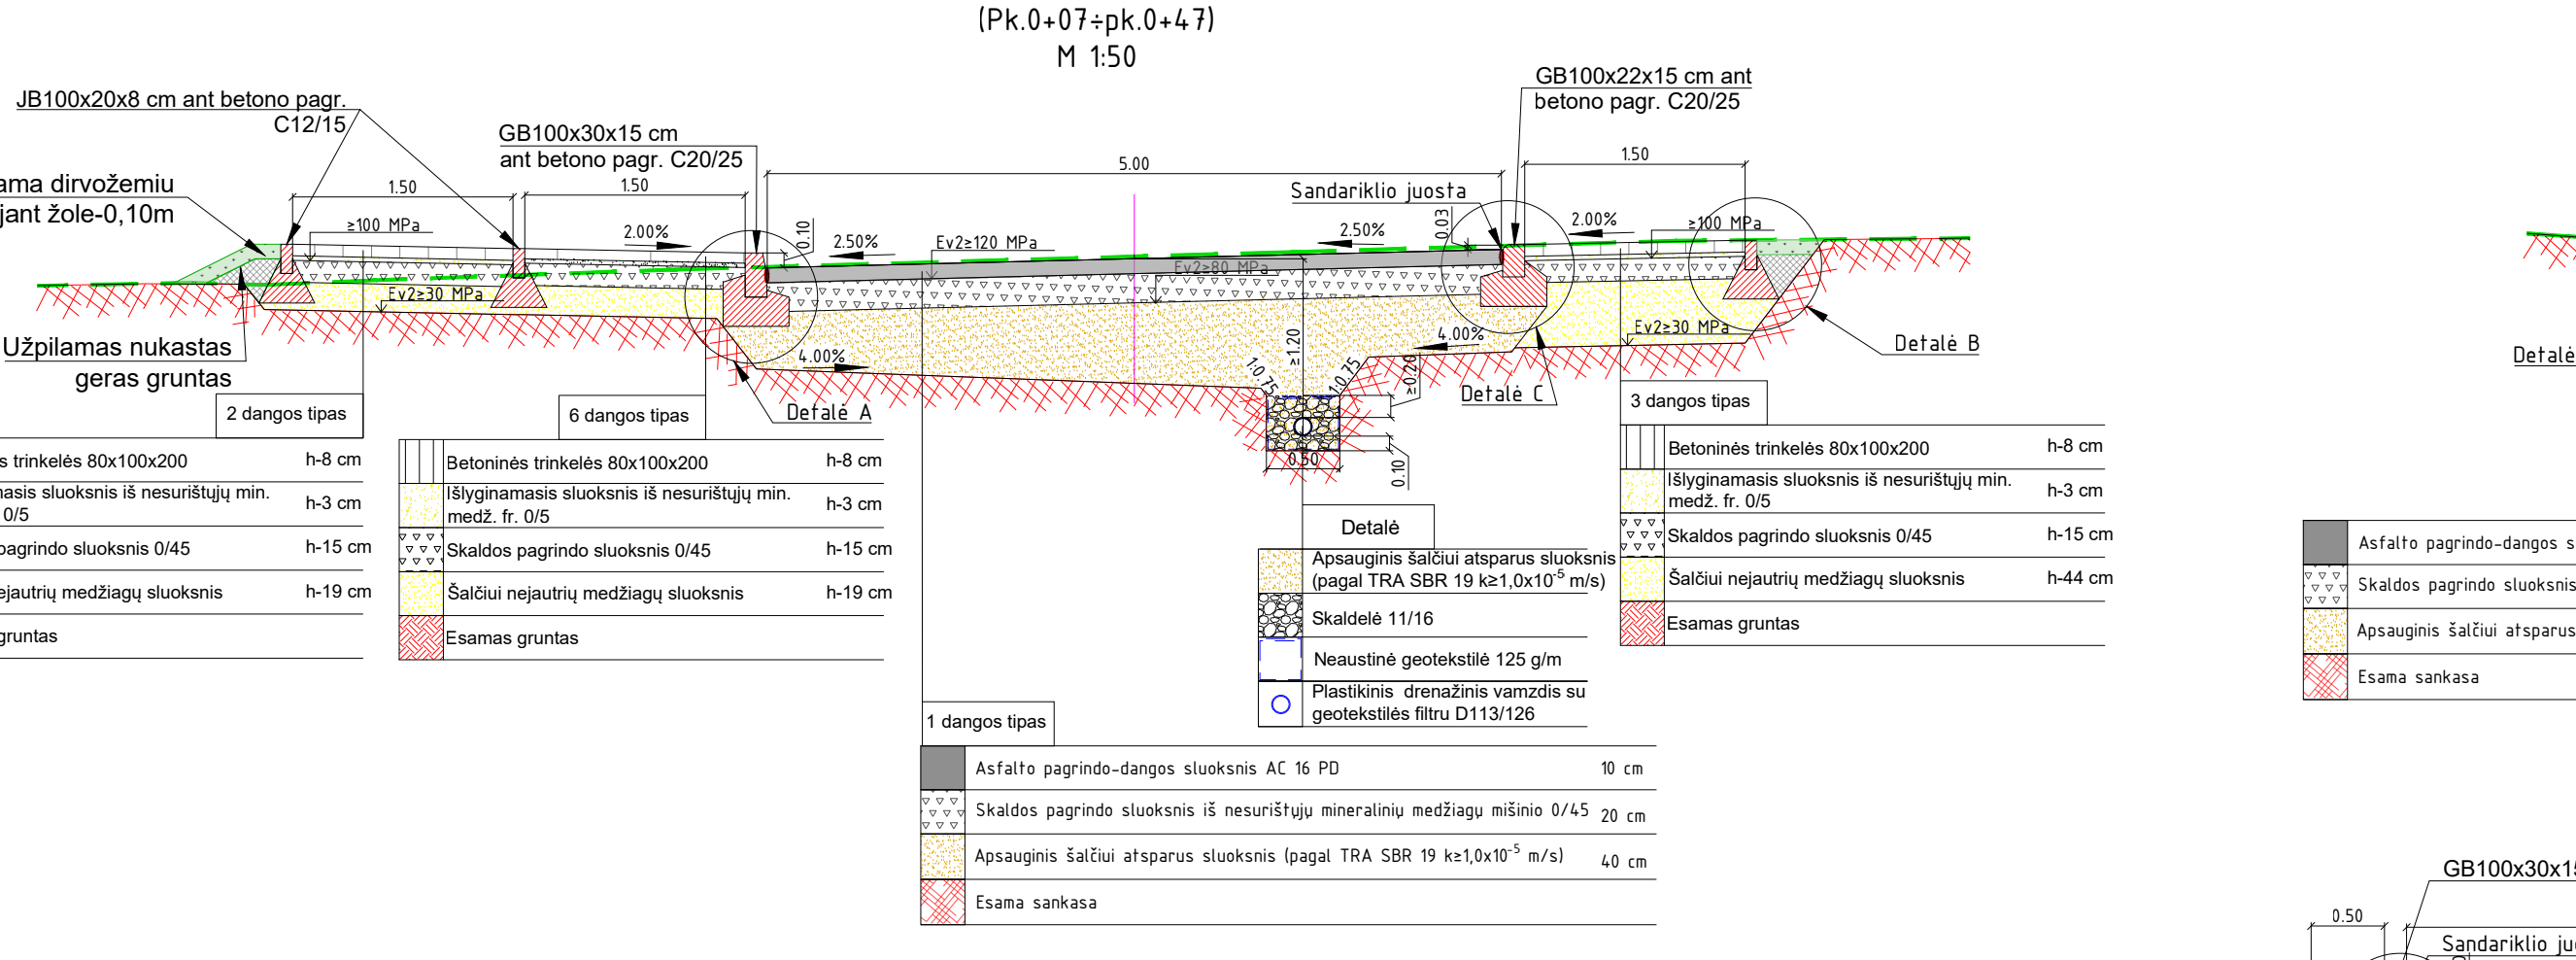 (Pk.0+07÷pk.0+47)
M 1:50
JB100x20x8 cm ant betono pagr.
C12/15
GB100x30x15 cm
ant betono pagr. C20/25
GB100x22x15 cm ant
betono pagr. C20/25
ama dirvožemiu
jant žole-0,10m
1.50
1.50
5.00
1.50
Sandariklio juosta
≥100 MPa
2.00%
0.10
2.50%
Ev2≥120 MPa
2.50%
0.03
2.00%
≥100 MPa
Ev2≥80 MPa
Ev2≥30 MPa
Ev2≥30 MPa
Užpilamas nukastas
geras gruntas
4.00%
4.00%
≥1.20
1:0.75
1:0.75
≥0.20
0.50
0.10
Detalė A
Detalė C
Detalė B
Detalė
2 dangos tipas
s trinkelės 80x100x200 h-8 cm
asis sluoksnis iš nesurištųjų min.
0/5 h-3 cm
pagrindo sluoksnis 0/45 h-15 cm
ejautrių medžiagų sluoksnis h-19 cm
gruntas
6 dangos tipas
Betoninės trinkelės 80x100x200 h-8 cm
Išlyginamasis sluoksnis iš nesurištųjų min.
medž. fr. 0/5 h-3 cm
Skaldos pagrindo sluoksnis 0/45 h-15 cm
Šalčiui nejautrių medžiagų sluoksnis h-19 cm
Esamas gruntas
Detalė
Apsauginis šalčiui atsparus sluoksnis
(pagal TRA SBR 19 k≥1,0x10⁻⁵ m/s)
Skaldelė 11/16
Neaustinė geotekstilė 125 g/m
Plastikinis drenažinis vamzdis su
geotekstilės filtru D113/126
3 dangos tipas
Betoninės trinkelės 80x100x200 h-8 cm
Išlyginamasis sluoksnis iš nesurištųjų min.
medž. fr. 0/5 h-3 cm
Skaldos pagrindo sluoksnis 0/45 h-15 cm
Šalčiui nejautrių medžiagų sluoksnis h-44 cm
Esamas gruntas
1 dangos tipas
Asfalto pagrindo-dangos sluoksnis AC 16 PD 10 cm
Skaldos pagrindo sluoksnis iš nesurištųjų mineralinių medžiagų mišinio 0/45 20 cm
Apsauginis šalčiui atsparus sluoksnis (pagal TRA SBR 19 k≥1,0x10⁻⁵ m/s) 40 cm
Esama sankasa
Asfalto pagrindo-dangos s
Skaldos pagrindo sluoksnis
Apsauginis šalčiui atsparus
Esama sankasa
GB100x30x15
0.50
Sandariklio juo